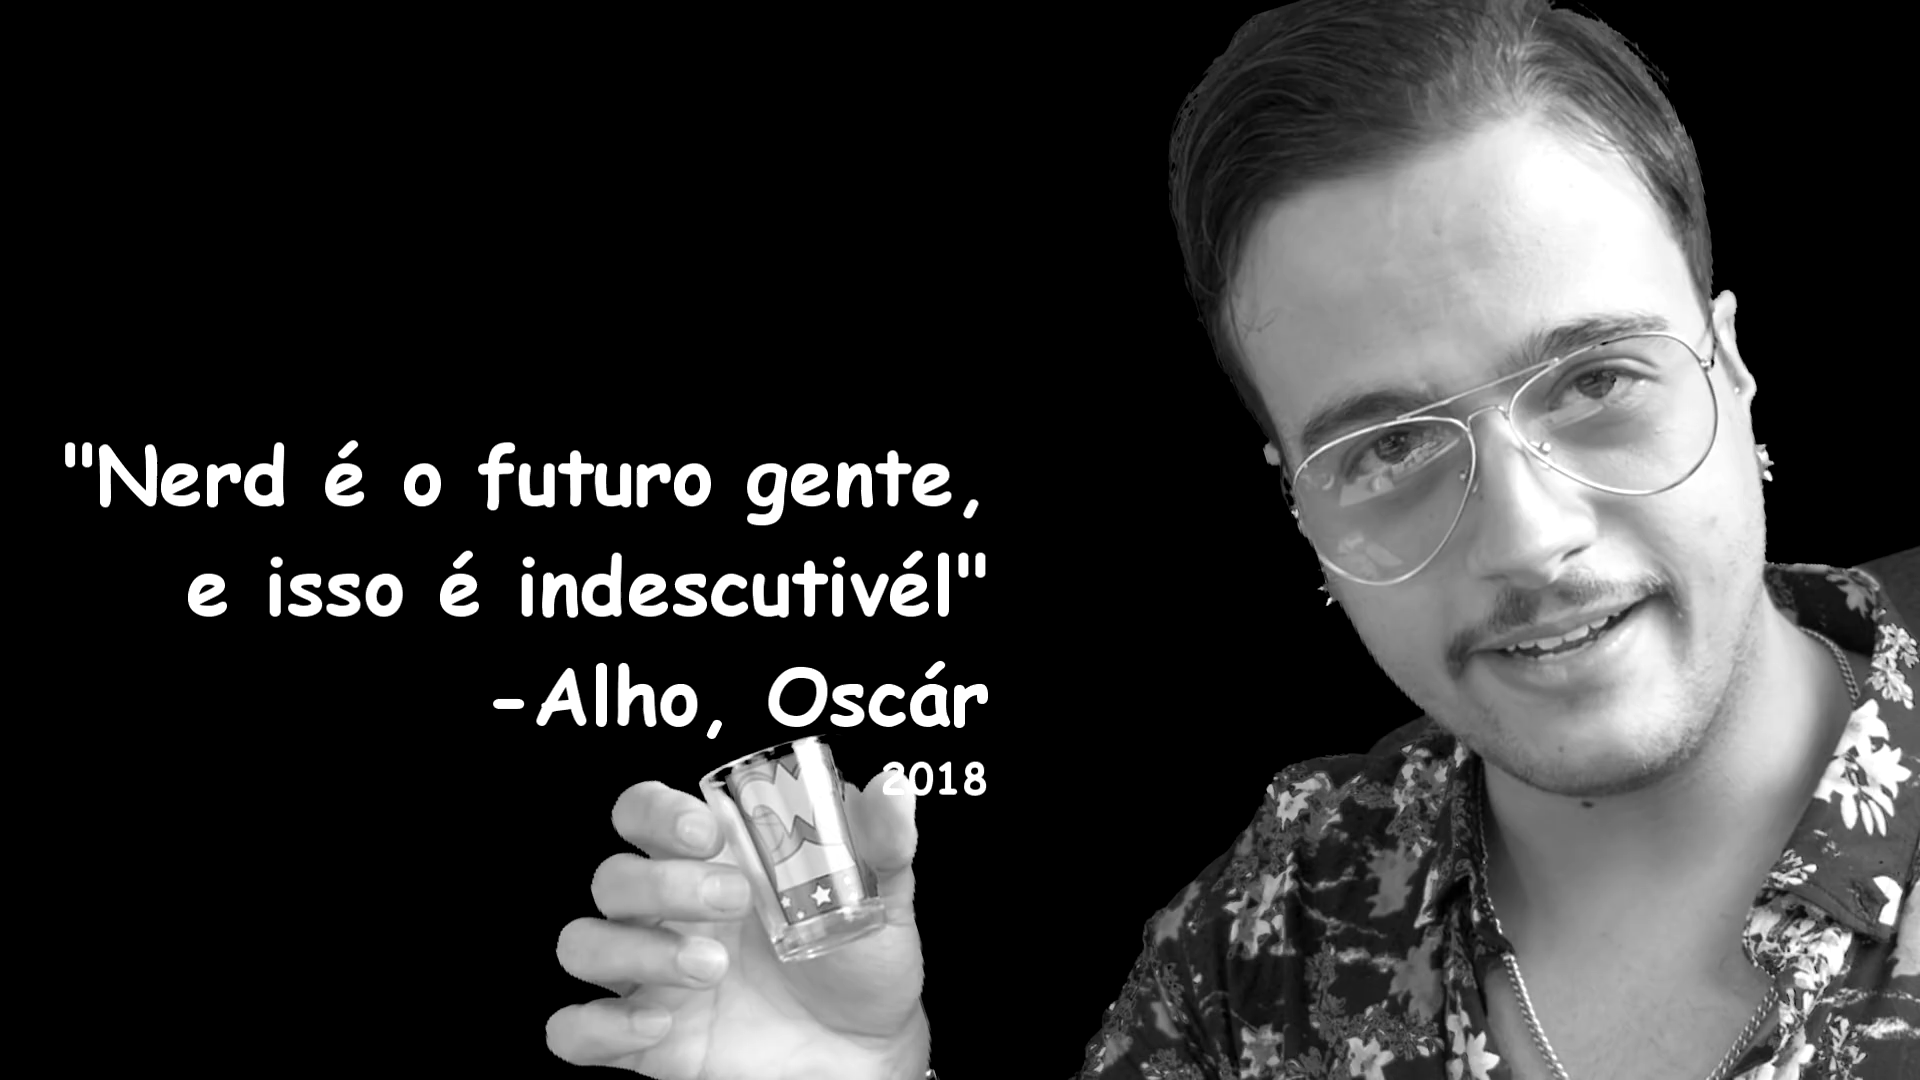 "Nerd é o futuro gente,
e isso é indescutivél"
-Alho, Oscár
2018